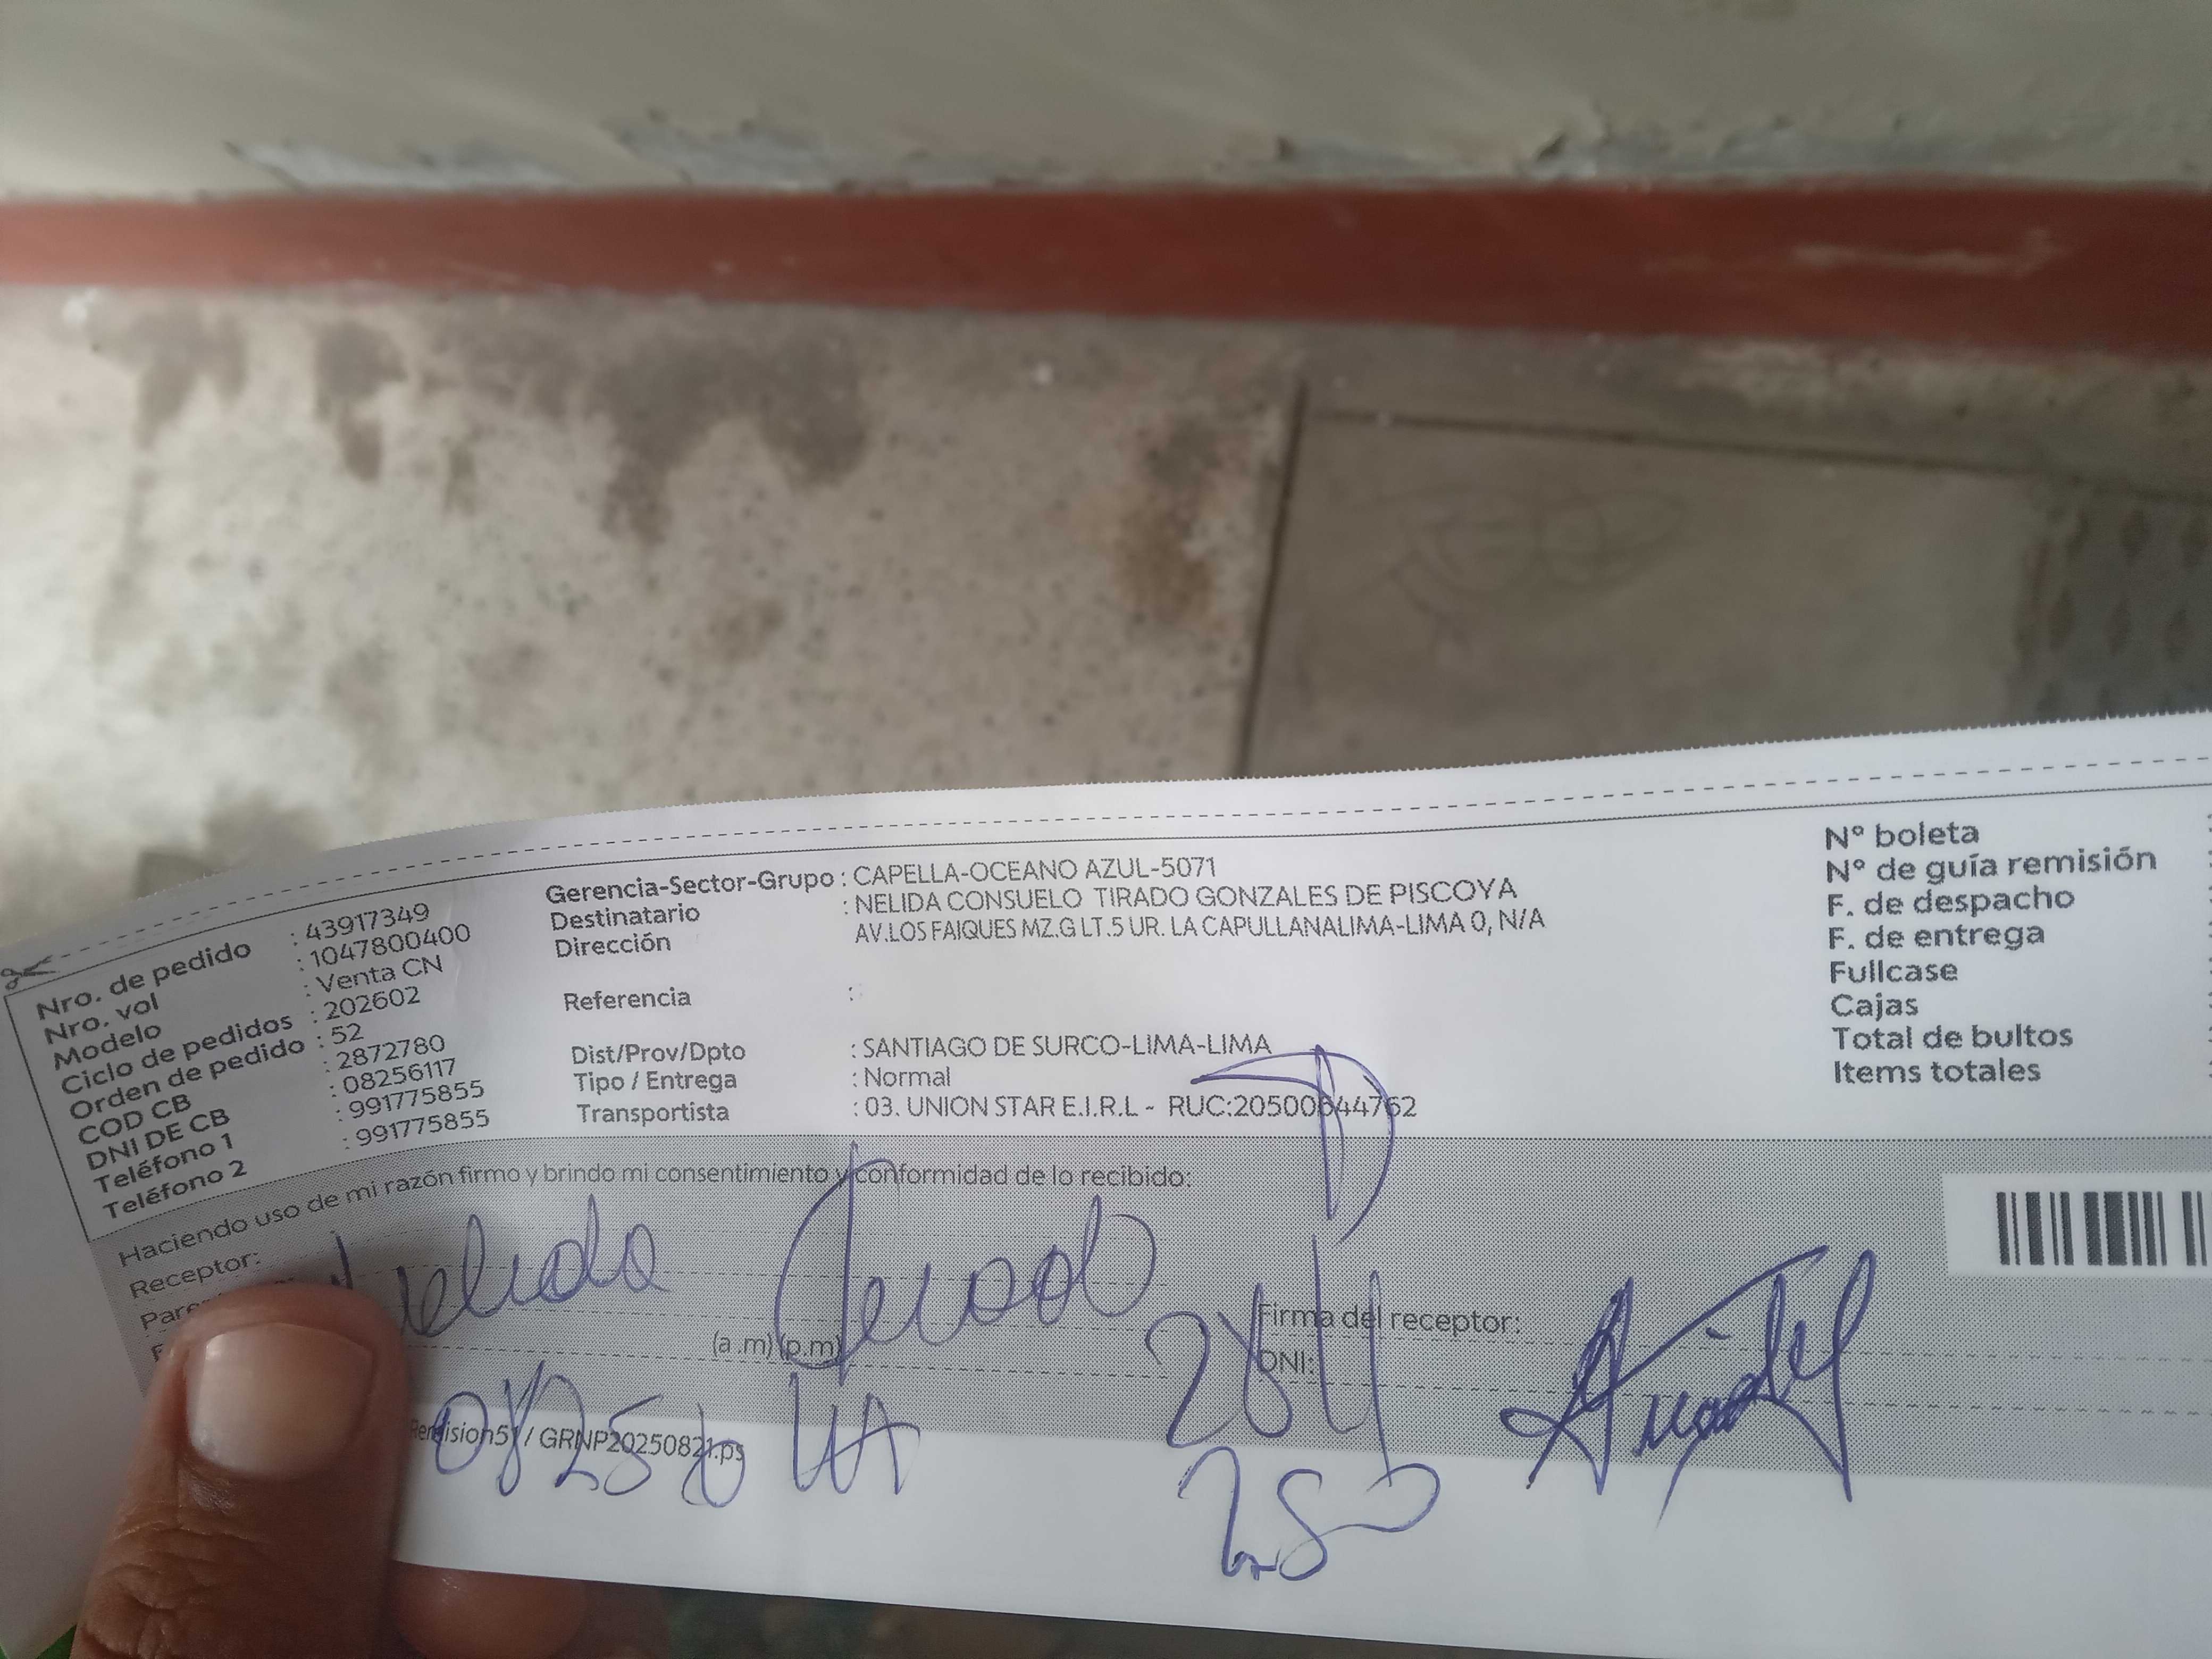 Nro. de pedido : 43917349
Nro. vol : 1047800400
Modelo : Venta CN
Ciclo de pedidos : 202602
Orden de pedido : 52
COD CB : 2872780
DNI DE CB : 08256117
Teléfono 1 : 991775855
Teléfono 2 : 991775855
Gerencia-Sector-Grupo : CAPELLA-OCEANO AZUL-5071
Destinatario : NELIDA CONSUELO TIRADO GONZALES DE PISCOYA
Dirección AV.LOS FAIQUES MZ.G LT.5 UR. LA CAPULLANALIMA-LIMA 0, N/A
Referencia :
Dist/Prov/Dpto : SANTIAGO DE SURCO-LIMA-LIMA
Tipo / Entrega : Normal
Transportista : 03. UNION STAR E.I.R.L - RUC:20500644762
N° boleta
N° de guía remisión
F. de despacho
F. de entrega
Fullcase
Cajas
Total de bultos
Items totales
Haciendo uso de mi razón firmo y brindo mi consentimiento y conformidad de lo recibido:
Receptor: Nelida
(a .m) (p.m)
Firma del receptor:
DNI:
/ GRNP20250821.ps